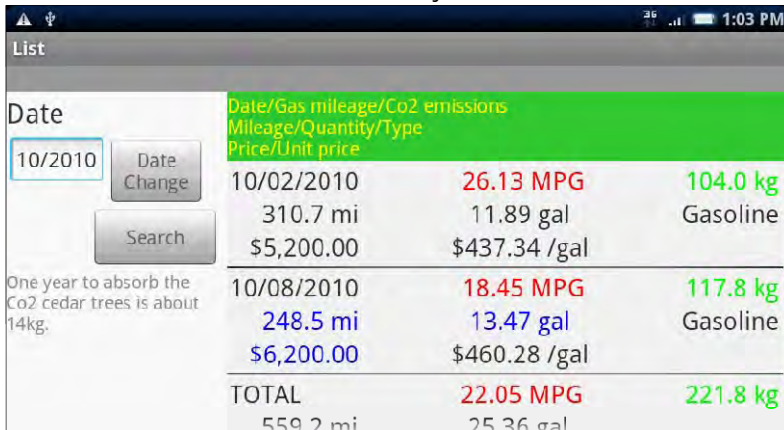 3G 1:03 PM
List
Date
10/2010
Date
Change
Search
One year to absorb the
Co2 cedar trees is about
14kg.
Date/Gas mileage/Co2 emissions
Mileage/Quantity/Type
Price/Unit price
10/02/2010 26.13 MPG 104.0 kg
310.7 mi 11.89 gal Gasoline
$5,200.00 $437.34 /gal
10/08/2010 18.45 MPG 117.8 kg
248.5 mi 13.47 gal Gasoline
$6,200.00 $460.28 /gal
TOTAL 22.05 MPG 221.8 kg
559.2 mi 25.36 gal